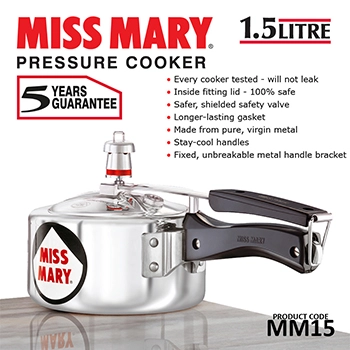 MISS MARY®
PRESSURE COOKER
1.5LITRE
5 YEARS
GUARANTEE
• Every cooker tested - will not leak
• Inside fitting lid - 100% safe
• Safer, shielded safety valve
• Longer-lasting gasket
• Made from pure, virgin metal
• Stay-cool handles
• Fixed, unbreakable metal handle bracket
MISS
MARY®
MISS MARY
PRODUCT CODE
MM15